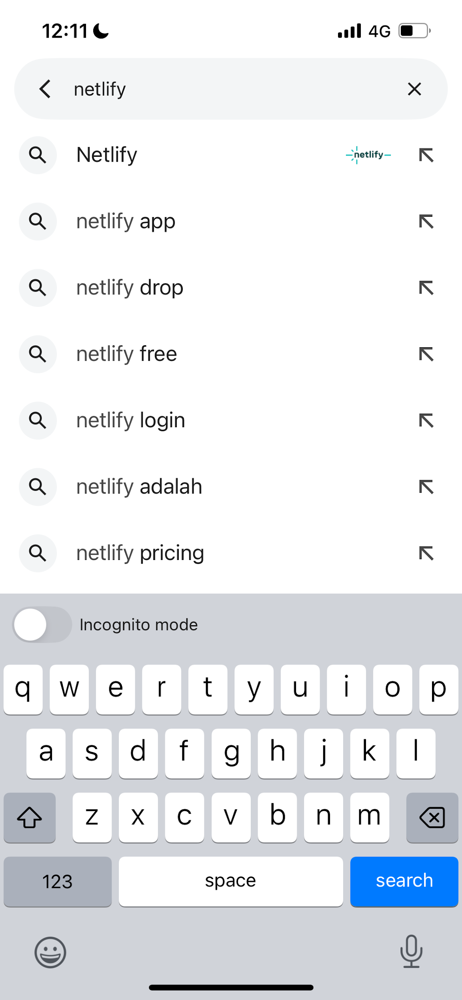 12:11 4G
netlify
Netlify netlify
netlify app
netlify drop
netlify free
netlify login
netlify adalah
netlify pricing
Incognito mode
q w e r t y u i o p
a s d f g h j k l
z x c v b n m
123 space search